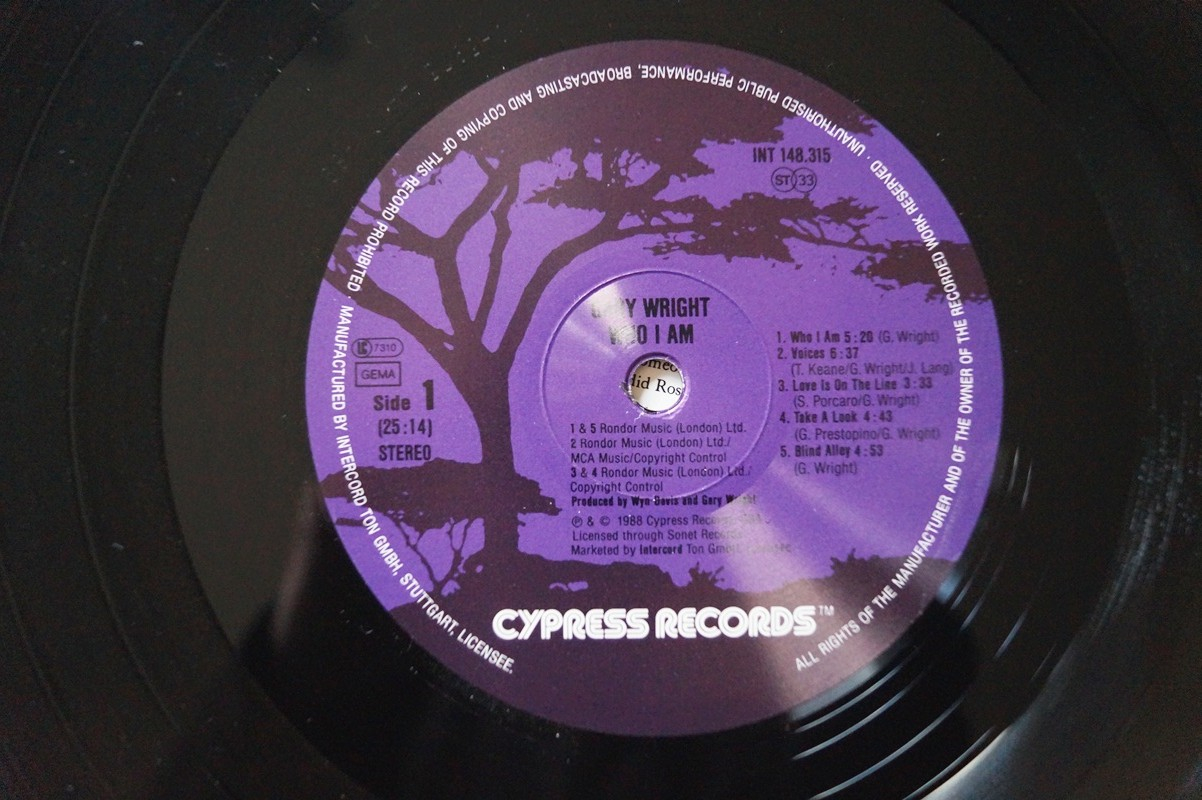 MANUFACTURED BY INTERCORD TON GMBH, STUTTGART, LICENSEE.
ALL RIGHTS OF THE MANUFACTURER AND OF THE OWNER OF THE RECORDED WORK RESERVED · UNAUTHORISED PUBLIC PERFORMANCE, BROADCASTING AND COPYING OF THIS RECORD PROHIBITED ·
INT 148.315
ST 33
WRIGHT
I AM
LC 7310
GEMA
Side 1
(25:14)
STEREO
1. Who I Am 5:20 (G. Wright)
2. Voices 6:37
(T. Keane/G. Wright/J. Lang)
3. Love Is On The Line 3:33
(S. Porcaro/G. Wright)
4. Take A Look 4:43
(G. Prestopino/G. Wright)
5. Blind Alley 4:53
(G. Wright)
1 & 5 Rondor Music (London) Ltd.
2 Rondor Music (London) Ltd./
MCA Music/Copyright Control
3 & 4 Rondor Music (London) Ltd./
Copyright Control
Produced by Wyn Davis and Gary Wright
℗ & © 1988 Cypress Records
Licensed through Sonet Records
Marketed by Intercord Ton GmbH
CYPRESS RECORDS™